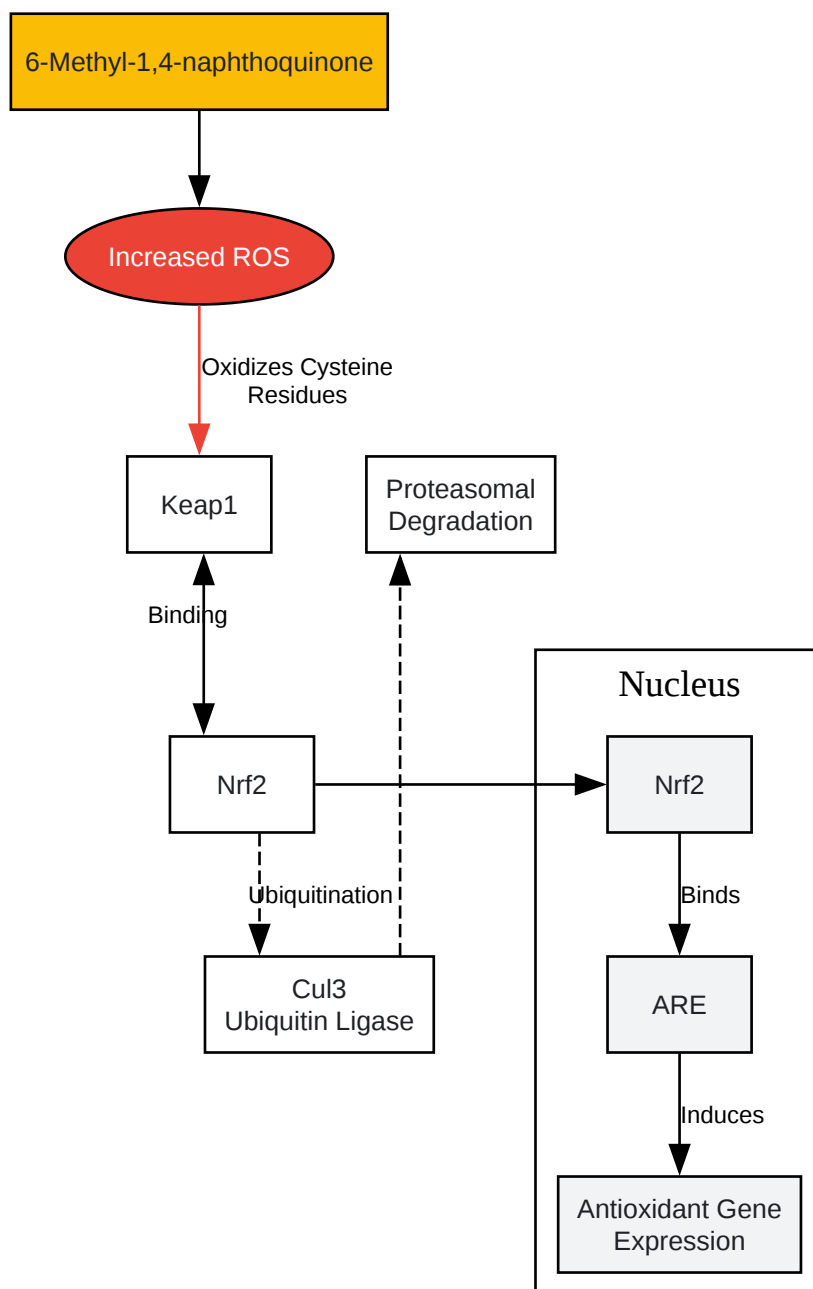 6-Methyl-1,4-naphthoquinone
Increased ROS
Oxidizes Cysteine
Residues
Keap1
Proteasomal
Degradation
Binding
Nucleus
Nrf2
Nrf2
Ubiquitination
Binds
Cul3
Ubiquitin Ligase
ARE
Induces
Antioxidant Gene
Expression